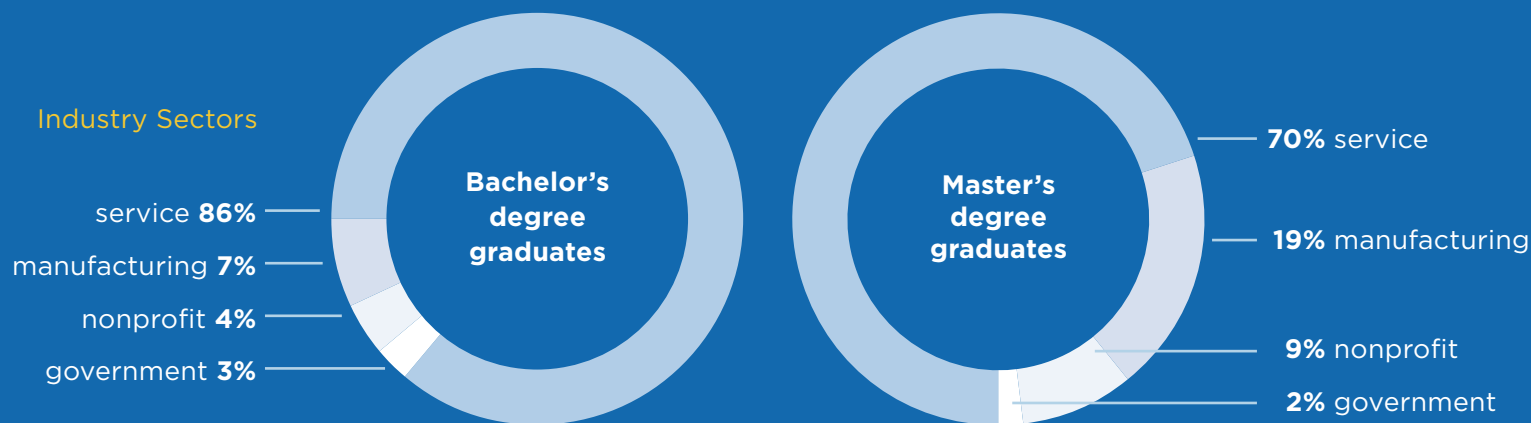 Industry Sectors
service 86%
manufacturing 7%
nonprofit 4%
government 3%
Bachelor's
degree
graduates
Master's
degree
graduates
70% service
19% manufacturing
9% nonprofit
2% government